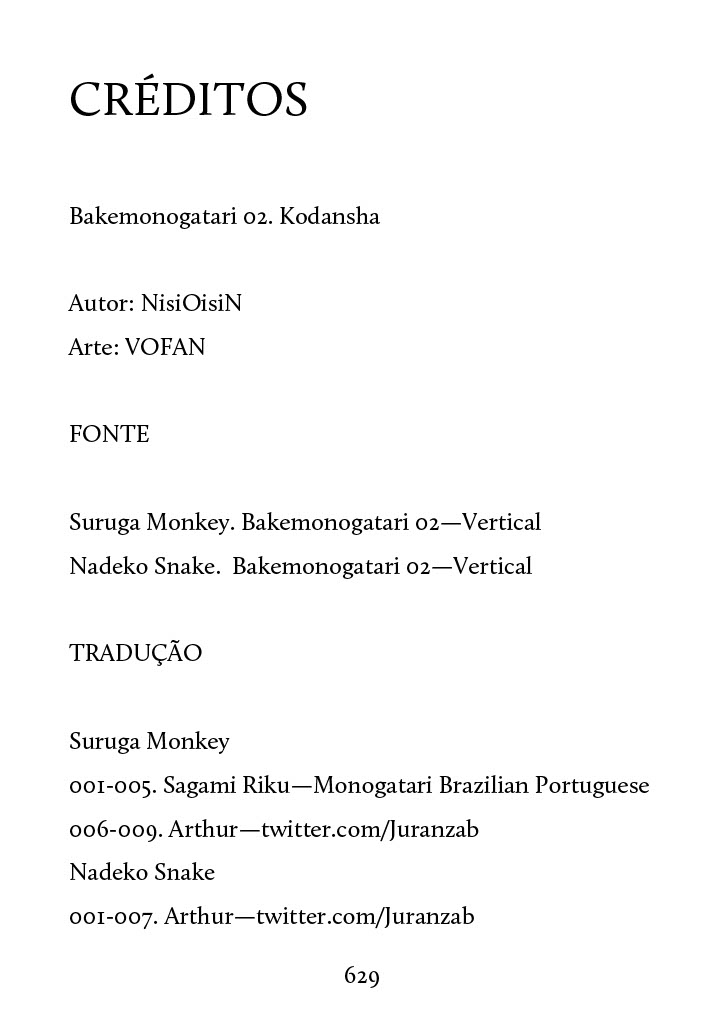 CRÉDITOS
Bakemonogatari 02. Kodansha
Autor: NisiOisiN
Arte: VOFAN
FONTE
Suruga Monkey. Bakemonogatari 02—Vertical
Nadeko Snake.  Bakemonogatari 02—Vertical
TRADUÇÃO
Suruga Monkey
001-005. Sagami Riku—Monogatari Brazilian Portuguese
006-009. Arthur—twitter.com/Juranzab
Nadeko Snake
001-007. Arthur—twitter.com/Juranzab
629